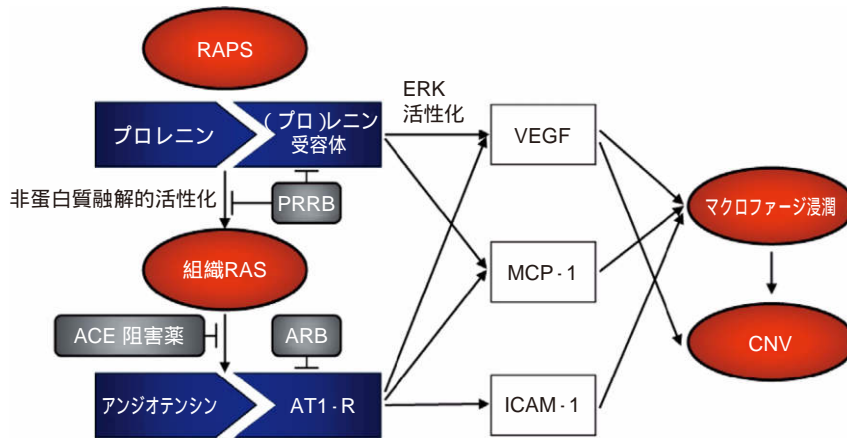 RAPS
プロレニン
(プロ)レニン
受容体
ERK
活性化
VEGF
非蛋白質融解的活性化
PRRB
マクロファージ浸潤
組織RAS
MCP-1
ACE 阻害薬
ARB
CNV
アンジオテンシン
AT1-R
ICAM-1